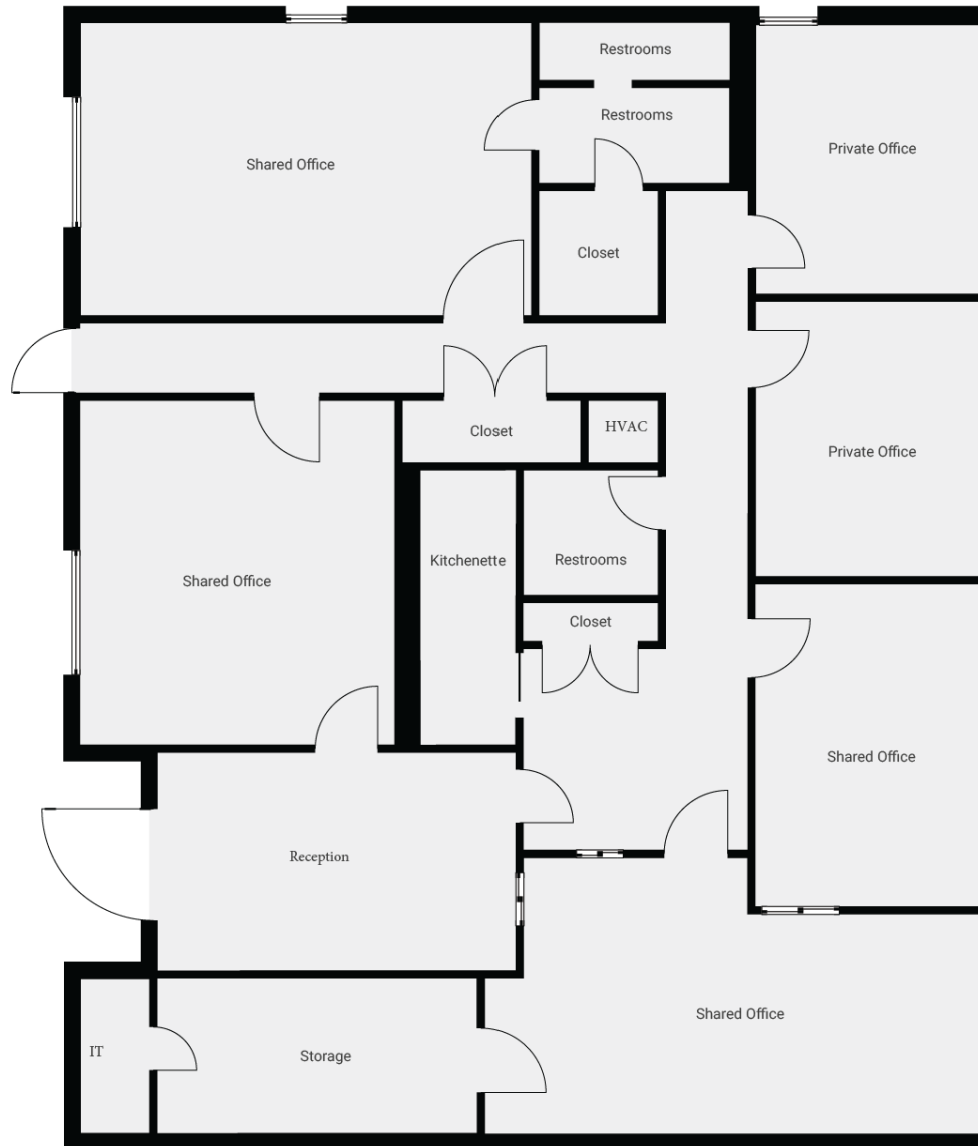 Restrooms
Restrooms
Shared Office
Private Office
Closet
Closet
HVAC
Private Office
Kitchenette
Restrooms
Shared Office
Closet
Shared Office
Reception
Shared Office
IT
Storage